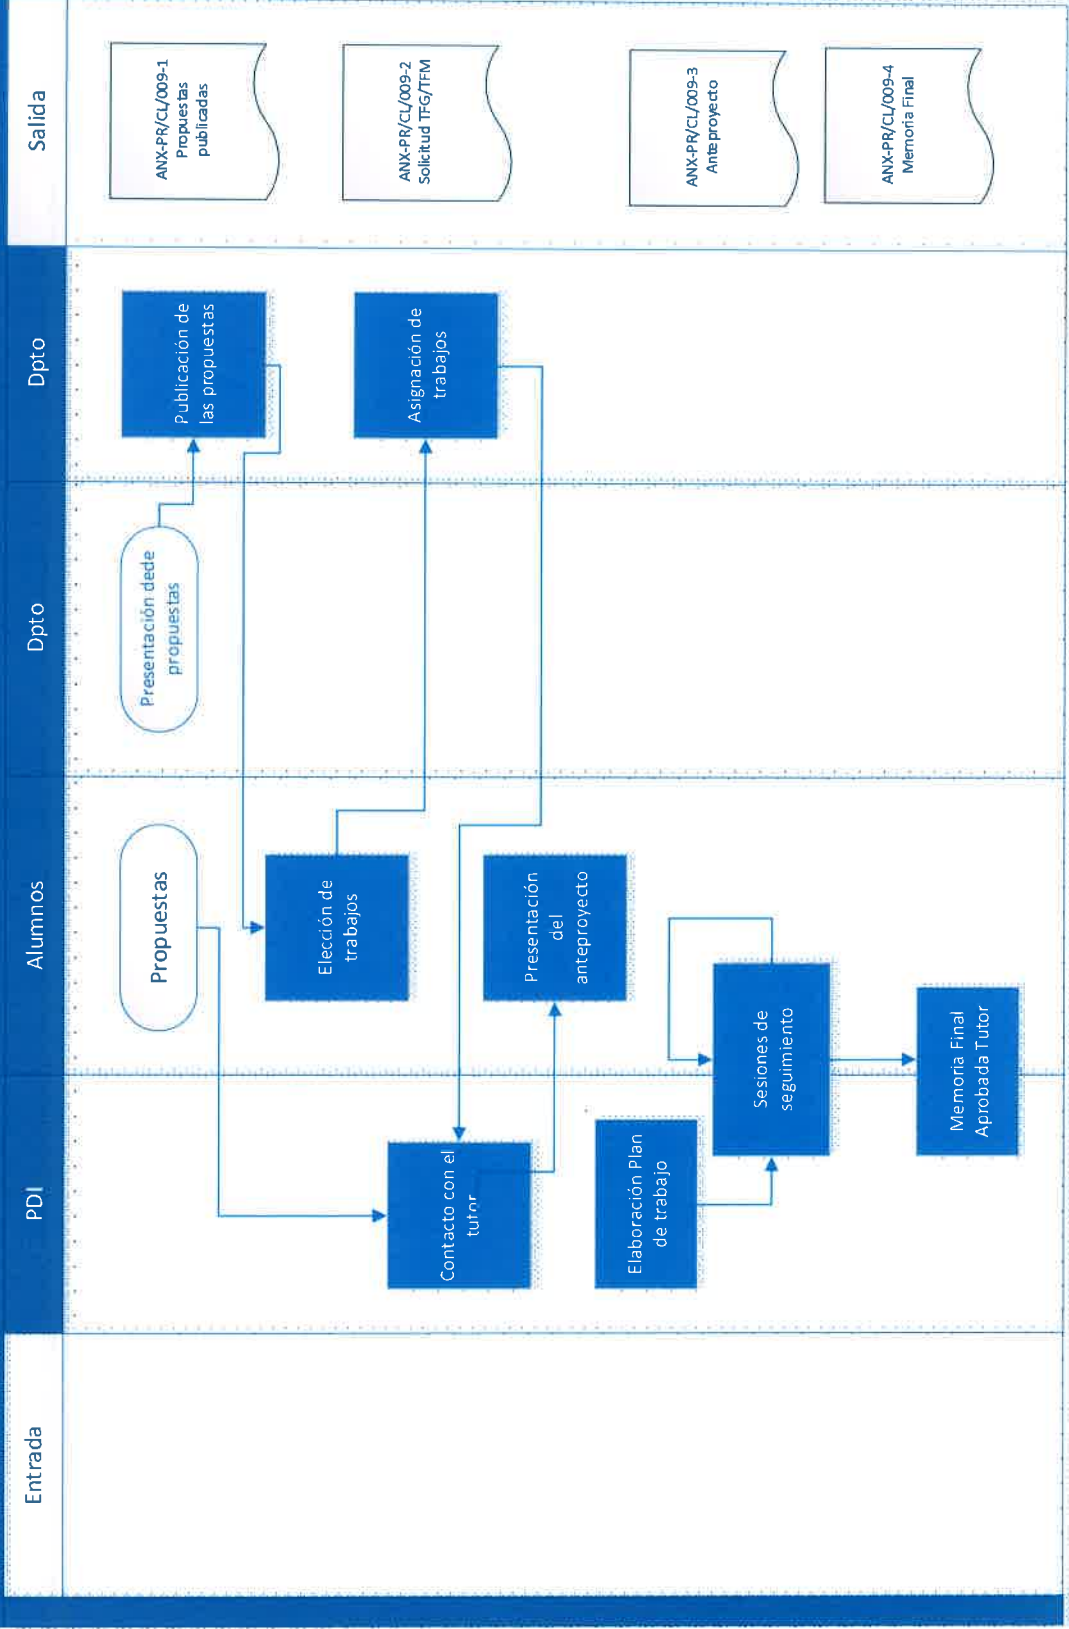 Entrada
PDI
Alumnos
Dpto
Dpto
Salida
Propuestas
Presentación dede
propuestas
Publicación de
las propuestas
ANX-PR/CL/009-1
Propuestas
publicadas
Elección de
trabajos
Contacto con el
tutor
Asignación de
trabajos
ANX-PR/CL/009-2
Solicitud TFG/TFM
Presentación
del
anteproyecto
Elaboración Plan
de trabajo
ANX-PR/CL/009-3
Anteproyecto
Sesiones de
seguimiento
ANX-PR/CL/009-4
Memoria Final
Memoria Final
Aprobada Tutor